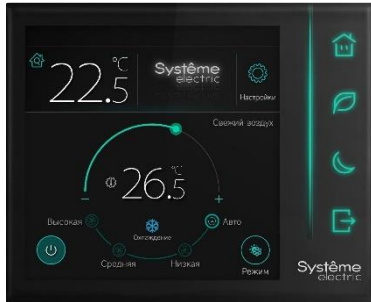 22.5 °C
Systême
electric
Настройки
Свежий воздух
26.5 °C
− +
Высокая
Авто
Охлаждение
Средняя
Низкая
Режим
Systême
electric